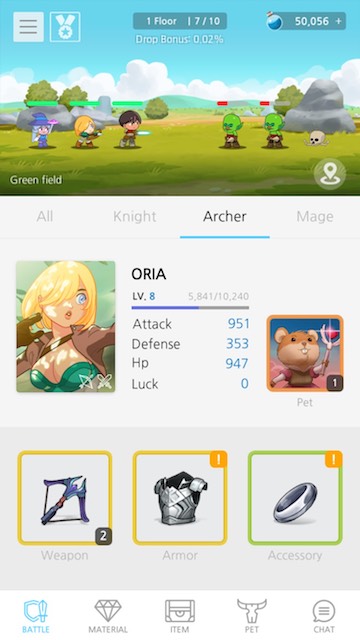 1 Floor | 7 / 10
50,056 +
Drop Bonus: 0.02%
Green field
All Knight Archer Mage
ORIA
LV. 8 5,841/10,240
Attack 951
Defense 353
Hp 947
Luck 0
1
Pet
!
!
2
Weapon Armor Accessory
BATTLE MATERIAL ITEM PET CHAT